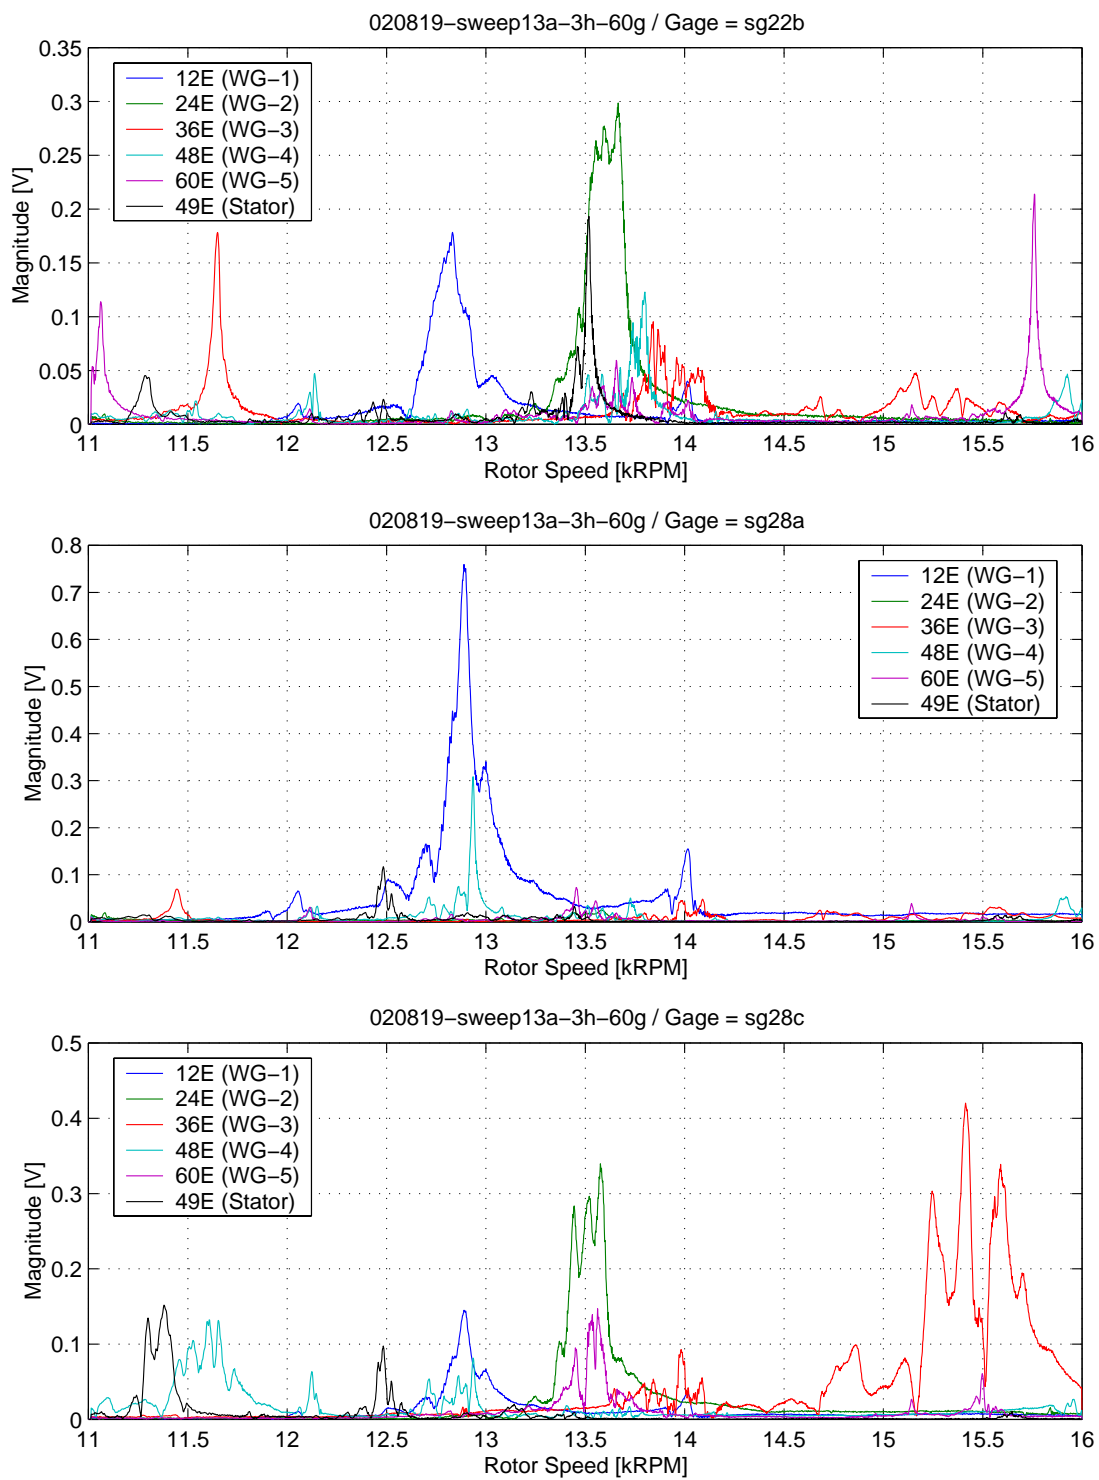 020819−sweep13a−3h−60g / Gage = sg22b
0.35
0.3
0.25
0.2
0.15
0.1
0.05
0
Magnitude [V]
12E (WG−1)
24E (WG−2)
36E (WG−3)
48E (WG−4)
60E (WG−5)
49E (Stator)
11 11.5 12 12.5 13 13.5 14 14.5 15 15.5 16
Rotor Speed [kRPM]
020819−sweep13a−3h−60g / Gage = sg28a
0.8
0.7
0.6
0.5
0.4
0.3
0.2
0.1
0
Magnitude [V]
12E (WG−1)
24E (WG−2)
36E (WG−3)
48E (WG−4)
60E (WG−5)
49E (Stator)
11 11.5 12 12.5 13 13.5 14 14.5 15 15.5 16
Rotor Speed [kRPM]
020819−sweep13a−3h−60g / Gage = sg28c
0.5
0.4
0.3
0.2
0.1
0
Magnitude [V]
12E (WG−1)
24E (WG−2)
36E (WG−3)
48E (WG−4)
60E (WG−5)
49E (Stator)
11 11.5 12 12.5 13 13.5 14 14.5 15 15.5 16
Rotor Speed [kRPM]